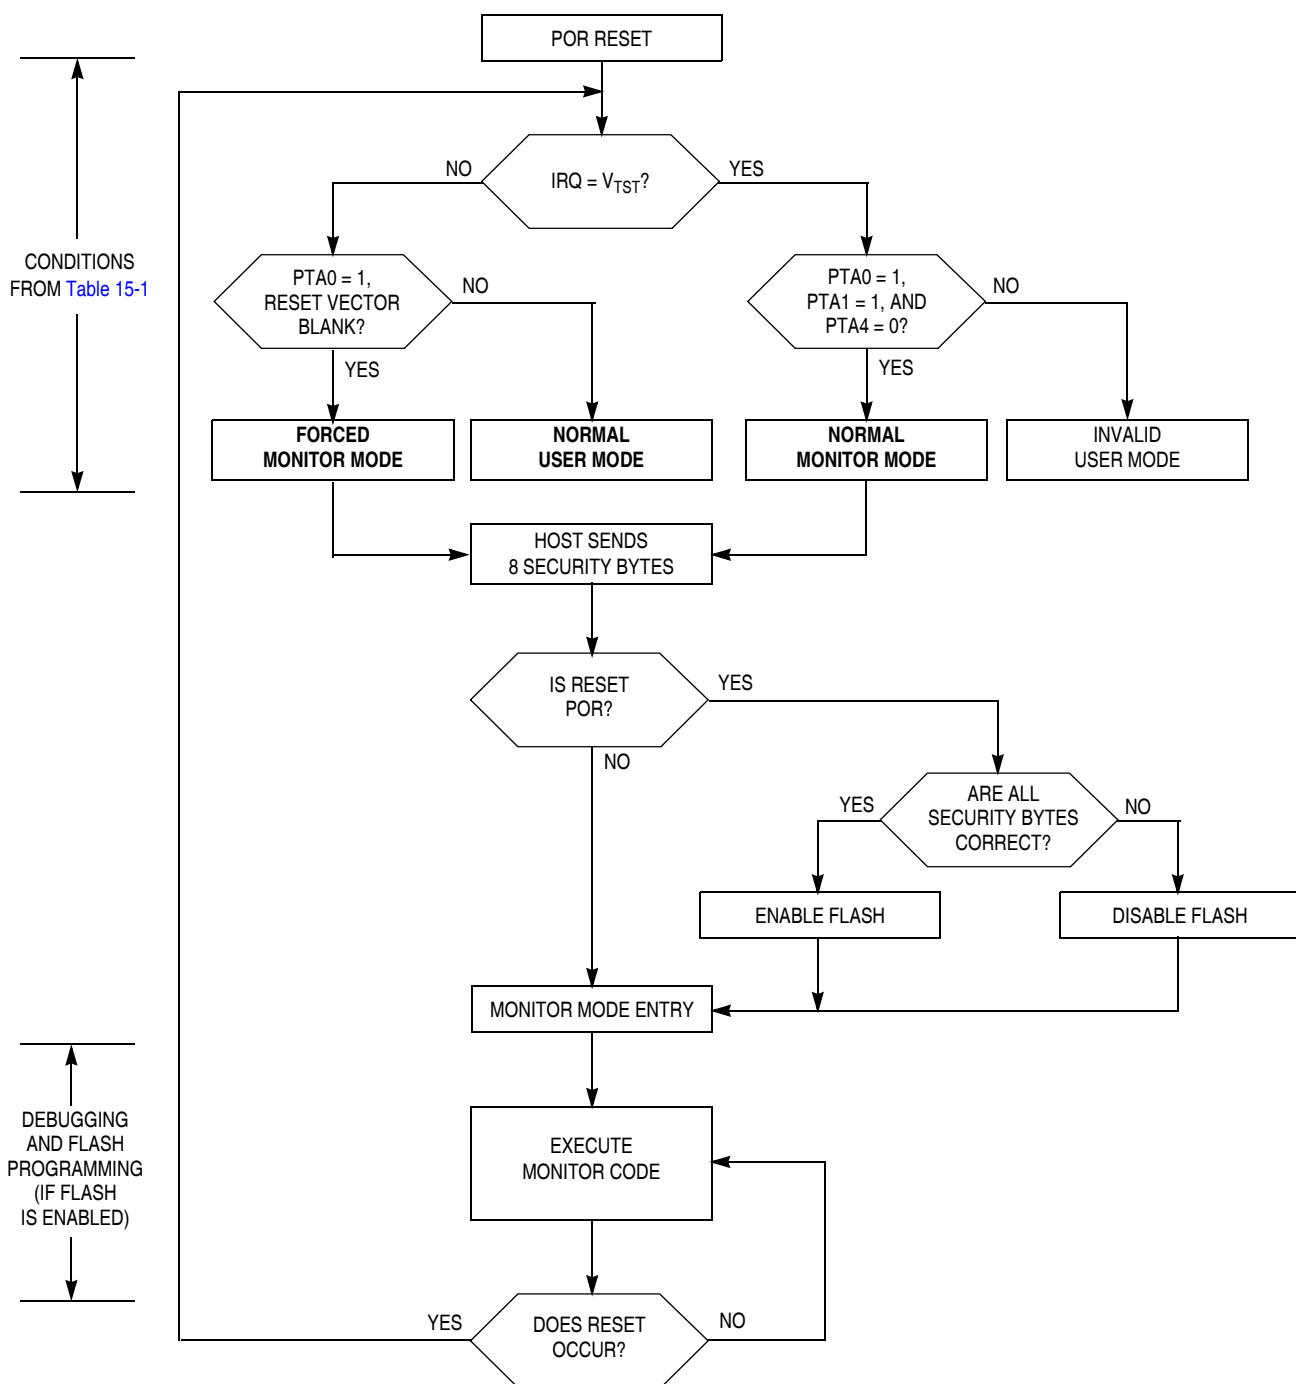 POR RESET
NO
IRQ = VTST?
YES
CONDITIONS
FROM Table 15-1
PTA0 = 1,
RESET VECTOR
BLANK?
NO
YES
PTA0 = 1,
PTA1 = 1, AND
PTA4 = 0?
NO
YES
FORCED
MONITOR MODE
NORMAL
USER MODE
NORMAL
MONITOR MODE
INVALID
USER MODE
HOST SENDS
8 SECURITY BYTES
IS RESET
POR?
YES
NO
YES
ARE ALL
SECURITY BYTES
CORRECT?
NO
ENABLE FLASH
DISABLE FLASH
MONITOR MODE ENTRY
DEBUGGING
AND FLASH
PROGRAMMING
(IF FLASH
IS ENABLED)
EXECUTE
MONITOR CODE
YES
DOES RESET
OCCUR?
NO